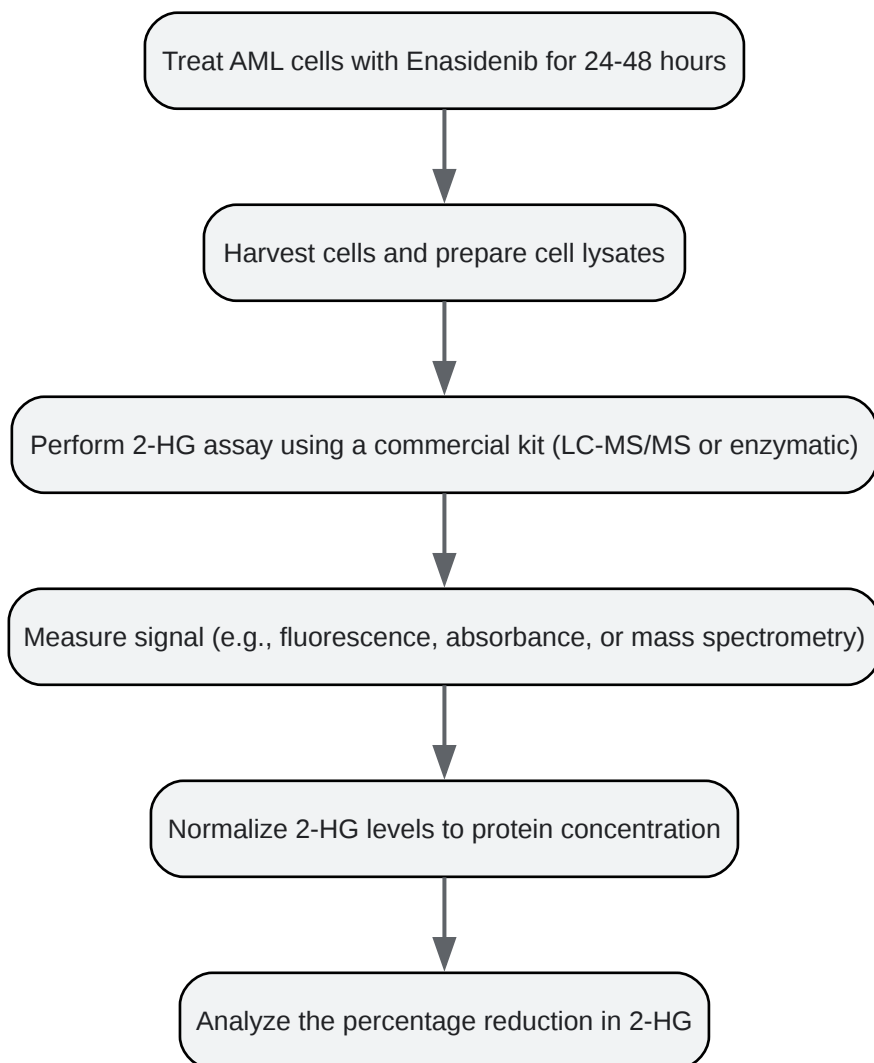 Treat AML cells with Enasidenib for 24-48 hours
Harvest cells and prepare cell lysates
Perform 2-HG assay using a commercial kit (LC-MS/MS or enzymatic)
Measure signal (e.g., fluorescence, absorbance, or mass spectrometry)
Normalize 2-HG levels to protein concentration
Analyze the percentage reduction in 2-HG